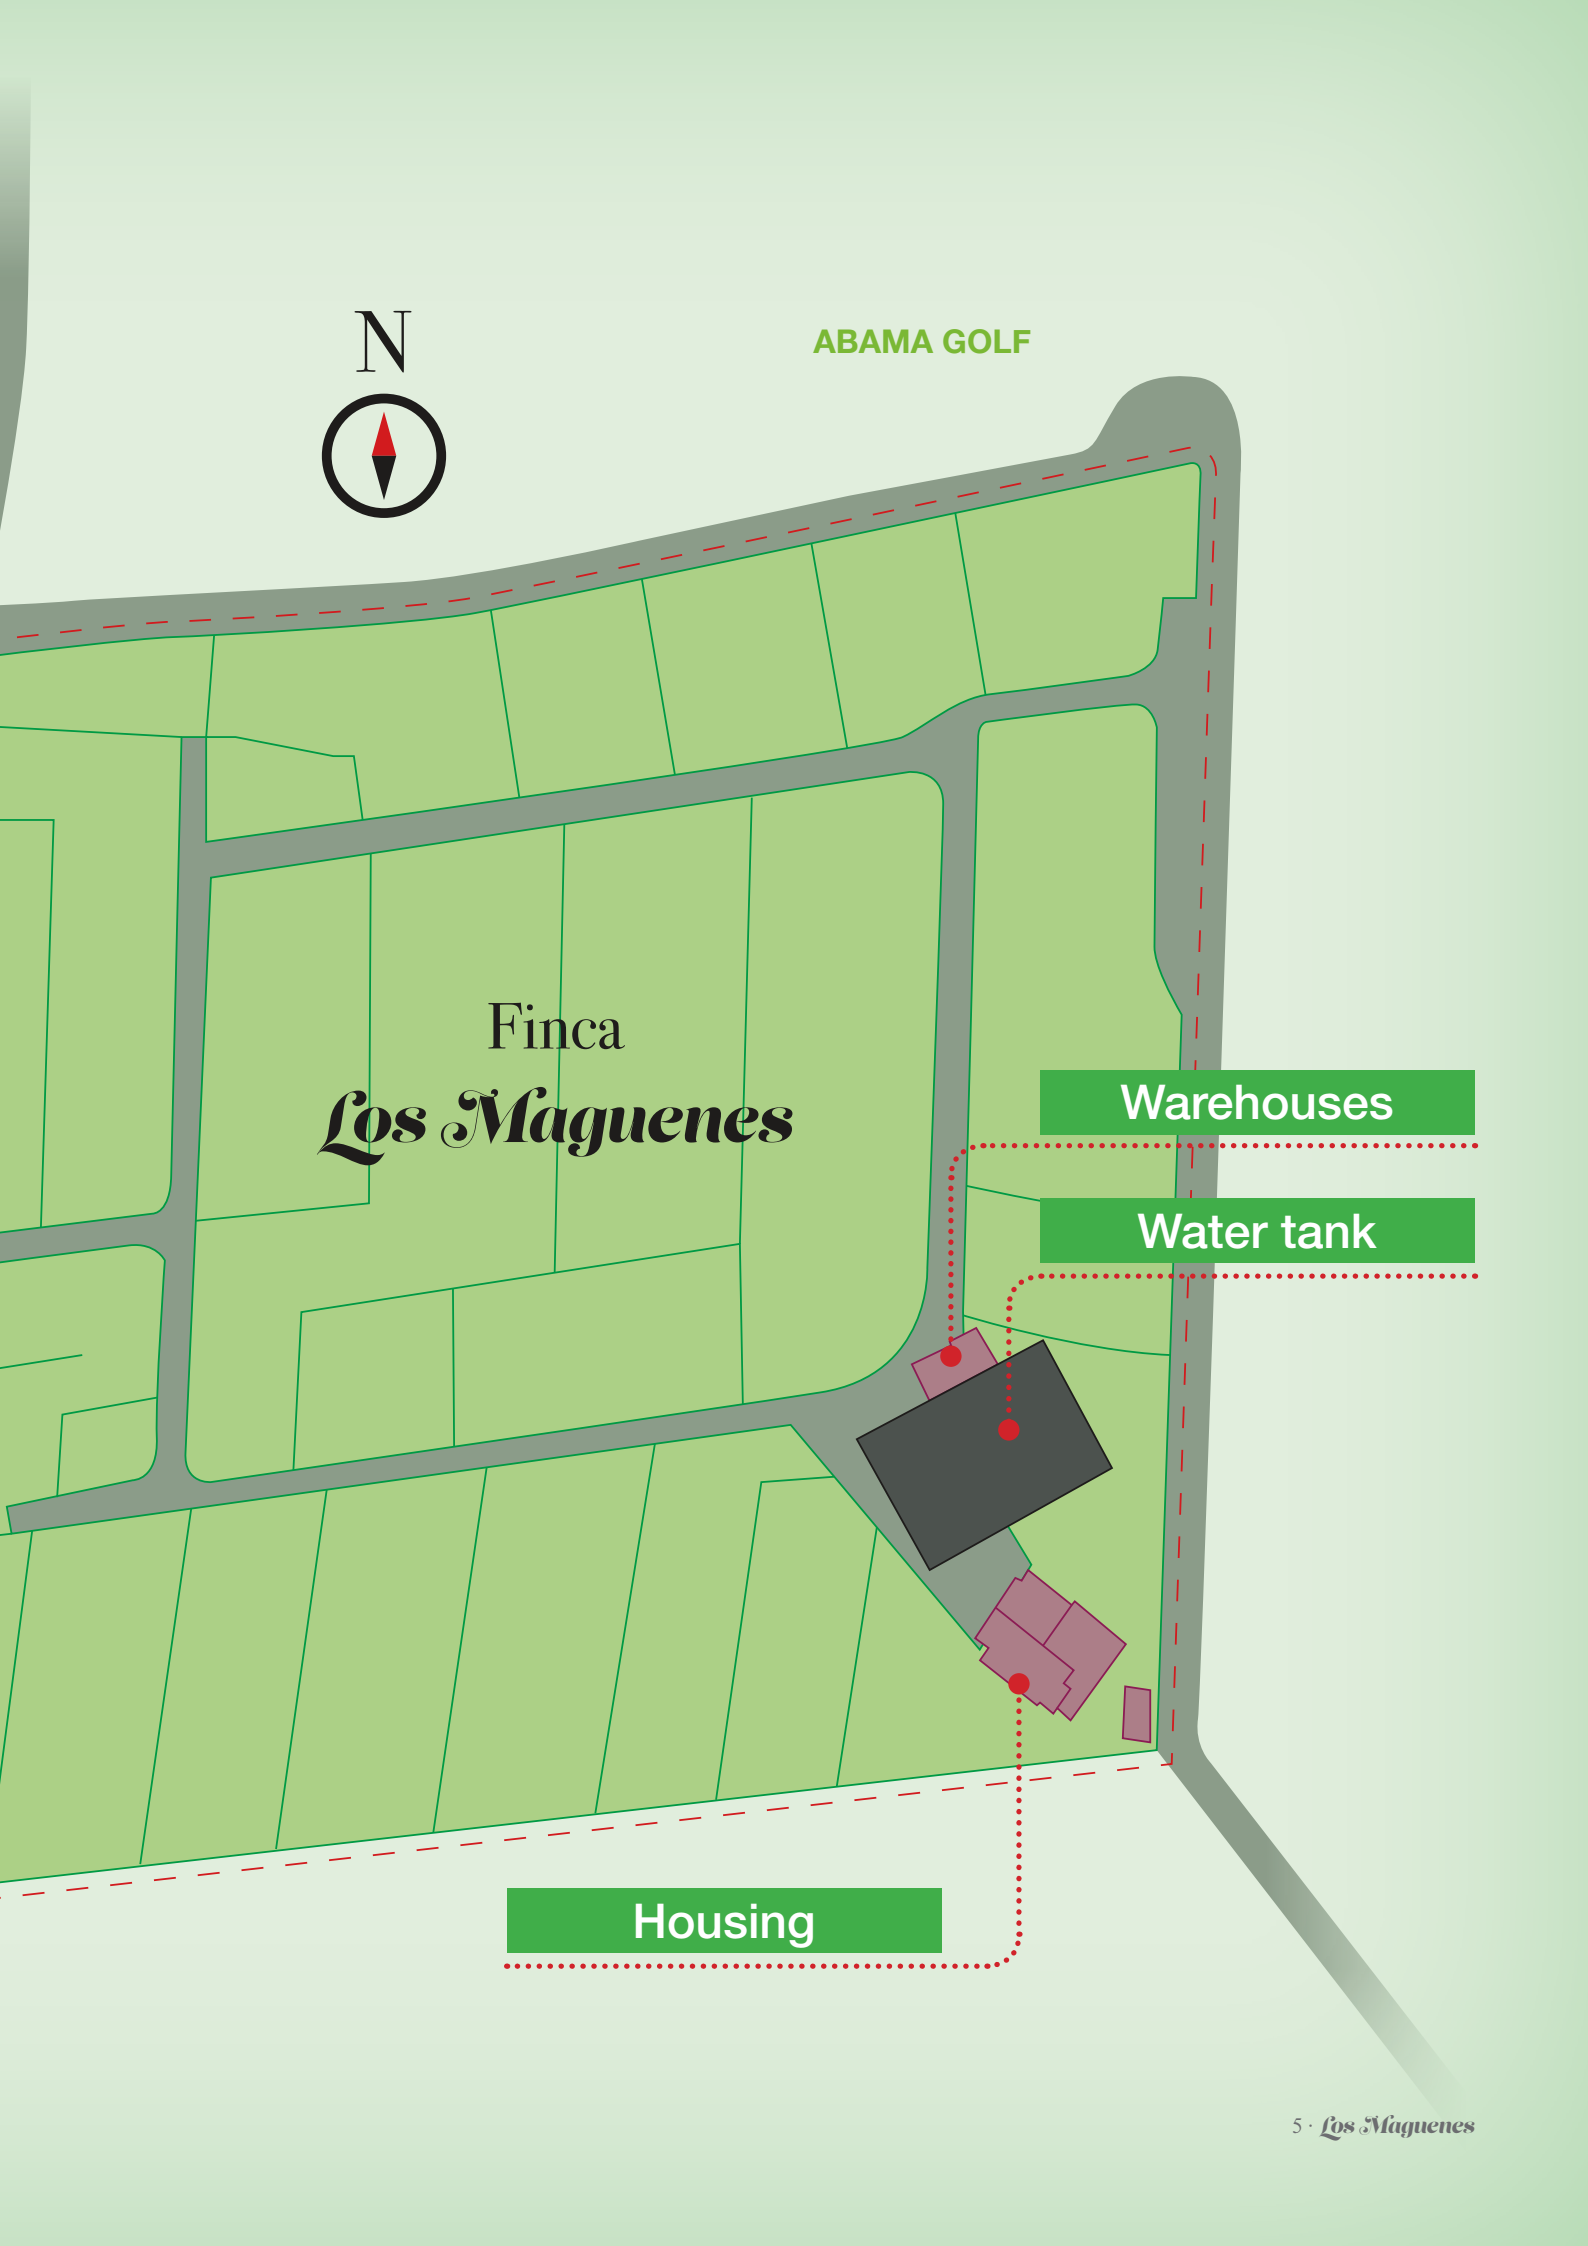 N
ABAMA GOLF
Finca
Los Maguenes
Warehouses
Water tank
Housing
5 · Los Maguenes